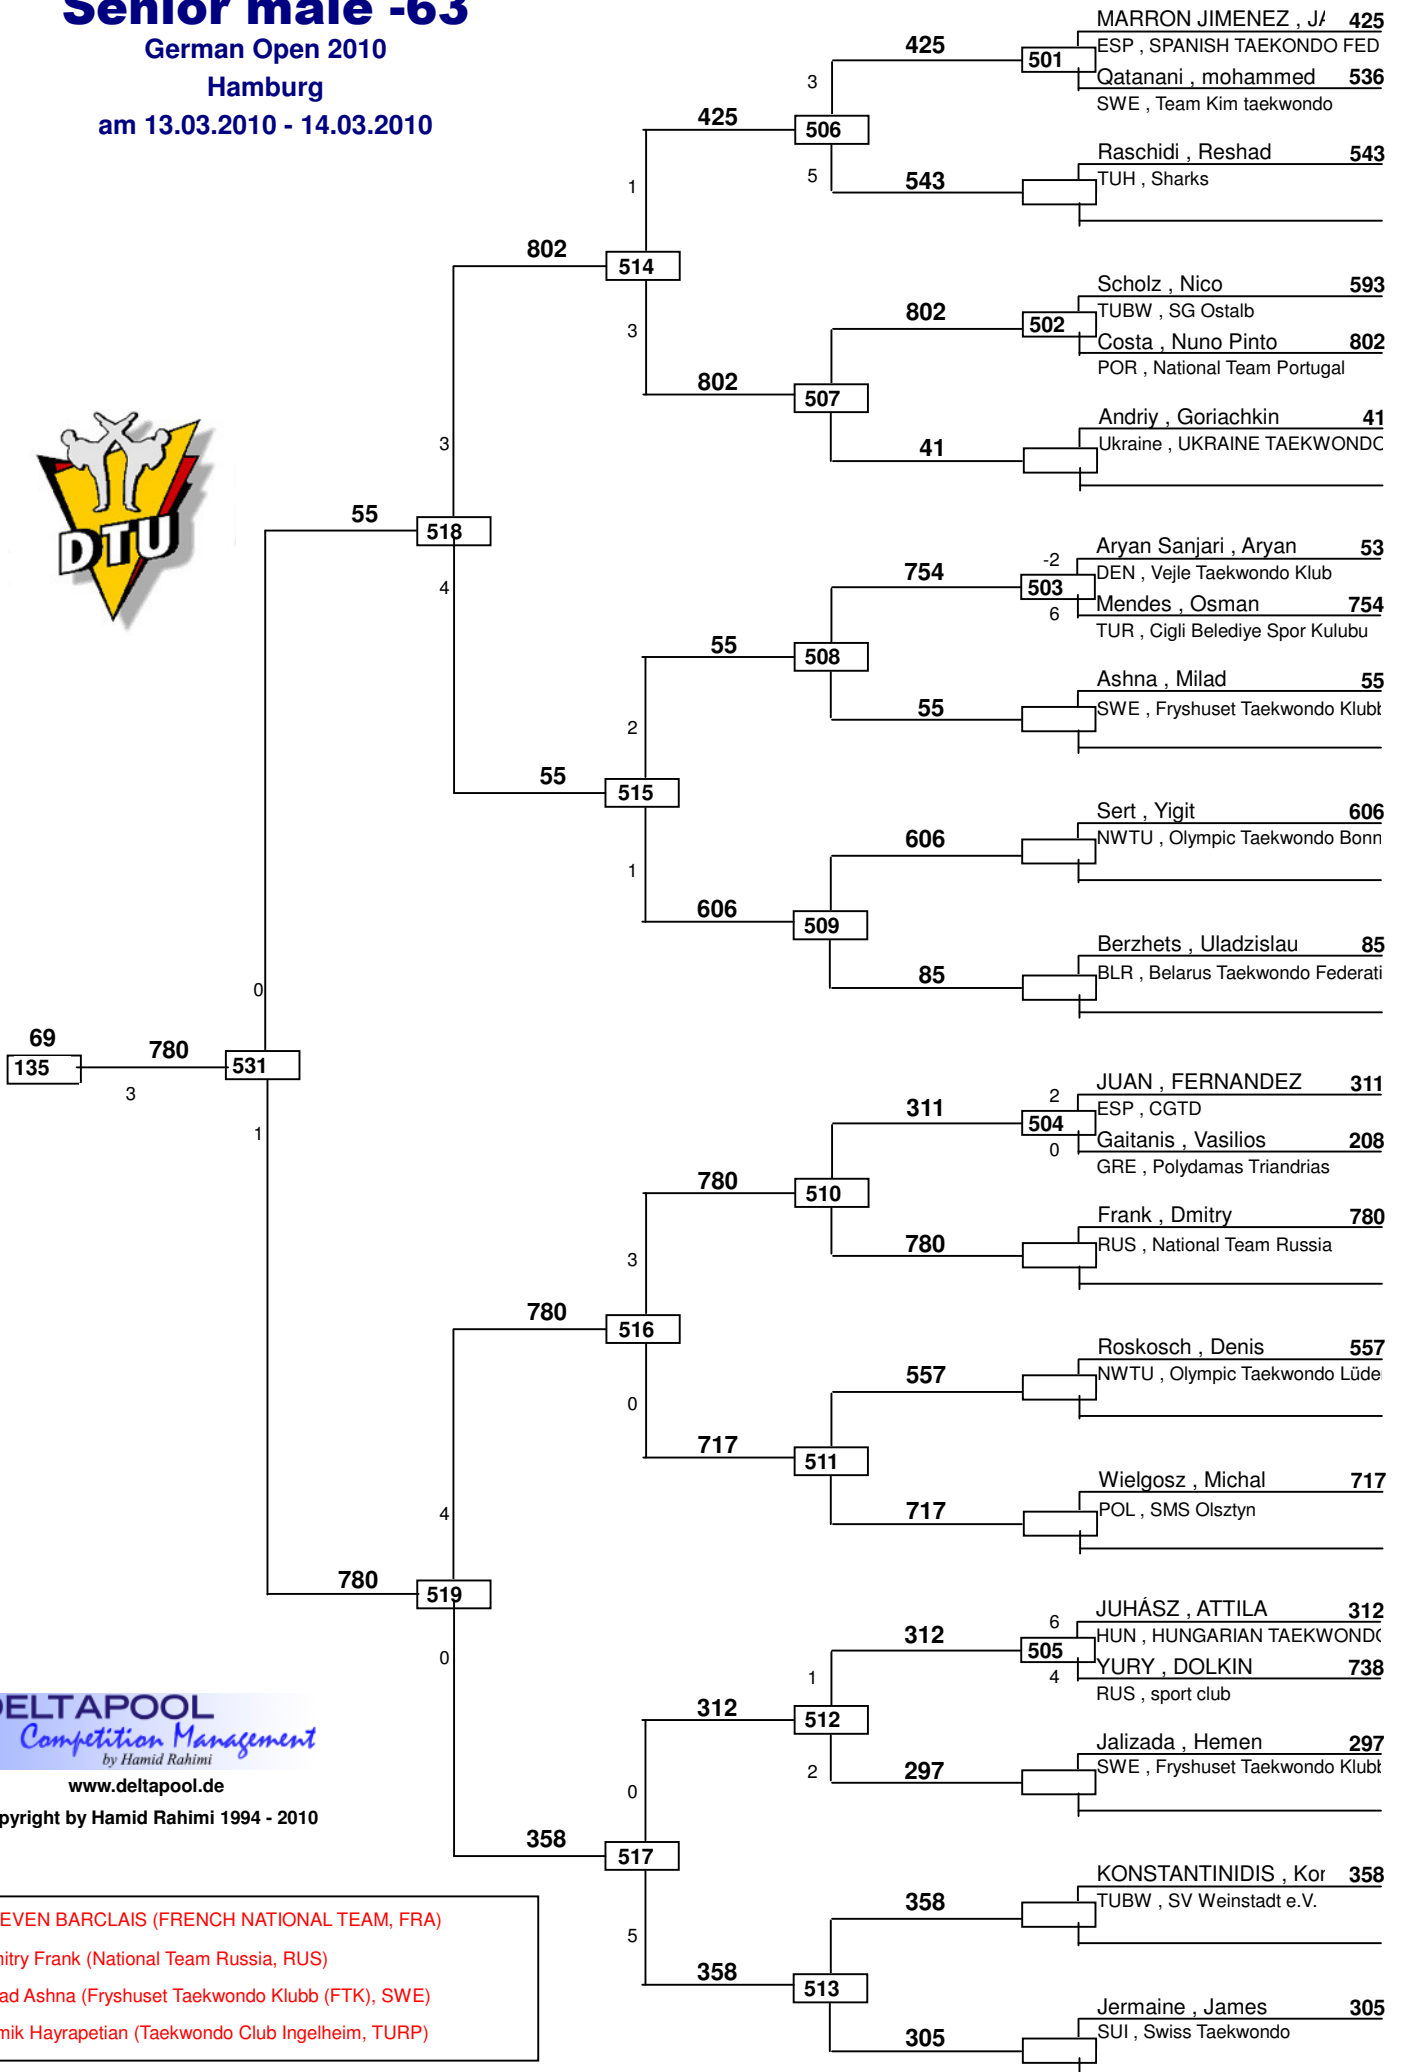 Senior male -63
German Open 2010
Hamburg
am 13.03.2010 - 14.03.2010
MARRON JIMENEZ , JA 425
425
501
ESP , SPANISH TAEKONDO FED
3
Qatanani , mohammed 536
SWE , Team Kim taekwondo
425
506
Raschidi , Reshad 543
5
543
TUH , Sharks
1
802
514
Scholz , Nico 593
802
TUBW , SG Ostalb
502
3
Costa , Nuno Pinto 802
POR , National Team Portugal
802
507
Andriy , Goriachkin 41
3
41
Ukraine , UKRAINE TAEKWONDO
DTU
55
518
Aryan Sanjari , Aryan 53
-2
754
DEN , Vejle Taekwondo Klub
4
503
Mendes , Osman 754
6
TUR , Cigli Belediye Spor Kulubu
55
508
Ashna , Milad 55
55
SWE , Fryshuset Taekwondo Klubb
2
55
515
Sert , Yigit 606
606
NWTU , Olympic Taekwondo Bonn
1
606
509
Berzhets , Uladzislau 85
85
BLR , Belarus Taekwondo Federati
0
69
780
135
531
3
1
JUAN , FERNANDEZ 311
2
311
ESP , CGTD
504
Gaitanis , Vasilios 208
0
GRE , Polydamas Triandrias
780
510
Frank , Dmitry 780
780
RUS , National Team Russia
3
780
516
Roskosch , Denis 557
557
NWTU , Olympic Taekwondo Lüde
0
717
511
Wielgosz , Michal 717
717
POL , SMS Olsztyn
4
780
519
JUHÁSZ , ATTILA 312
6
312
HUN , HUNGARIAN TAEKWONDO
0
505
YURY , DOLKIN 738
1
4
RUS , sport club
312
512
Jalizada , Hemen 297
2
297
SWE , Fryshuset Taekwondo Klubb
0
DELTAPOOL
Competition Management
by Hamid Rahimi
www.deltapool.de
pyright by Hamid Rahimi 1994 - 2010
358
517
KONSTANTINIDIS , Kor 358
358
TUBW , SV Weinstadt e.V.
5
358
513
Jermaine , James 305
305
SUI , Swiss Taekwondo
EVEN BARCLAIS (FRENCH NATIONAL TEAM, FRA)
nitry Frank (National Team Russia, RUS)
ad Ashna (Fryshuset Taekwondo Klubb (FTK), SWE)
mik Hayrapetian (Taekwondo Club Ingelheim, TURP)